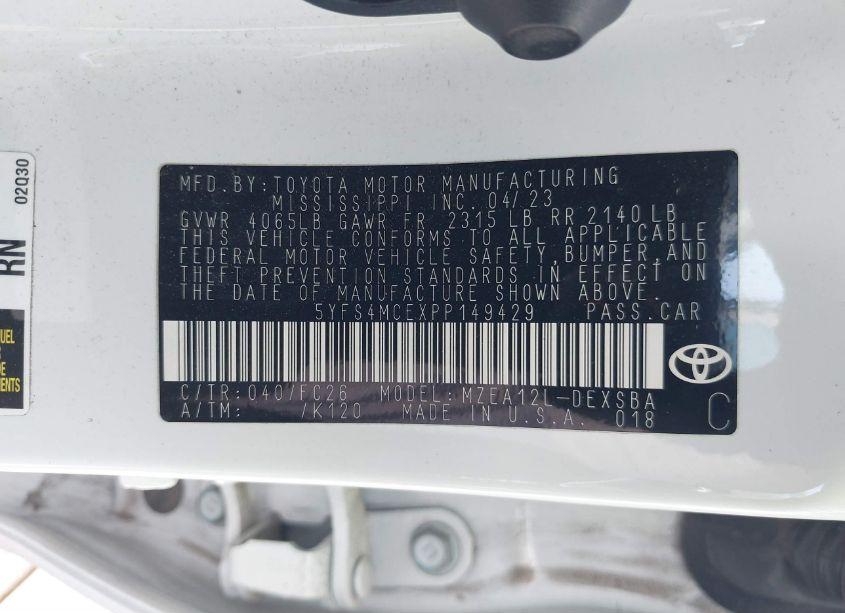 MFD. BY: TOYOTA MOTOR MANUFACTURING
MISSISSIPPI INC. 04/23
GVWR 4065LB GAWR FR 2315 LB RR 2140 LB
THIS VEHICLE CONFORMS TO ALL APPLICABLE
FEDERAL MOTOR VEHICLE SAFETY, BUMPER, AND
THEFT PREVENTION STANDARDS IN EFFECT ON
THE DATE OF MANUFACTURE SHOWN ABOVE.
5YFS4MCEXPP149429 PASS. CAR
C/TR: 040/FC26 MODEL: MZEA12L-DEXSBA
A/TM: /K120 MADE IN U.S.A. 018
C
02Q30
RN